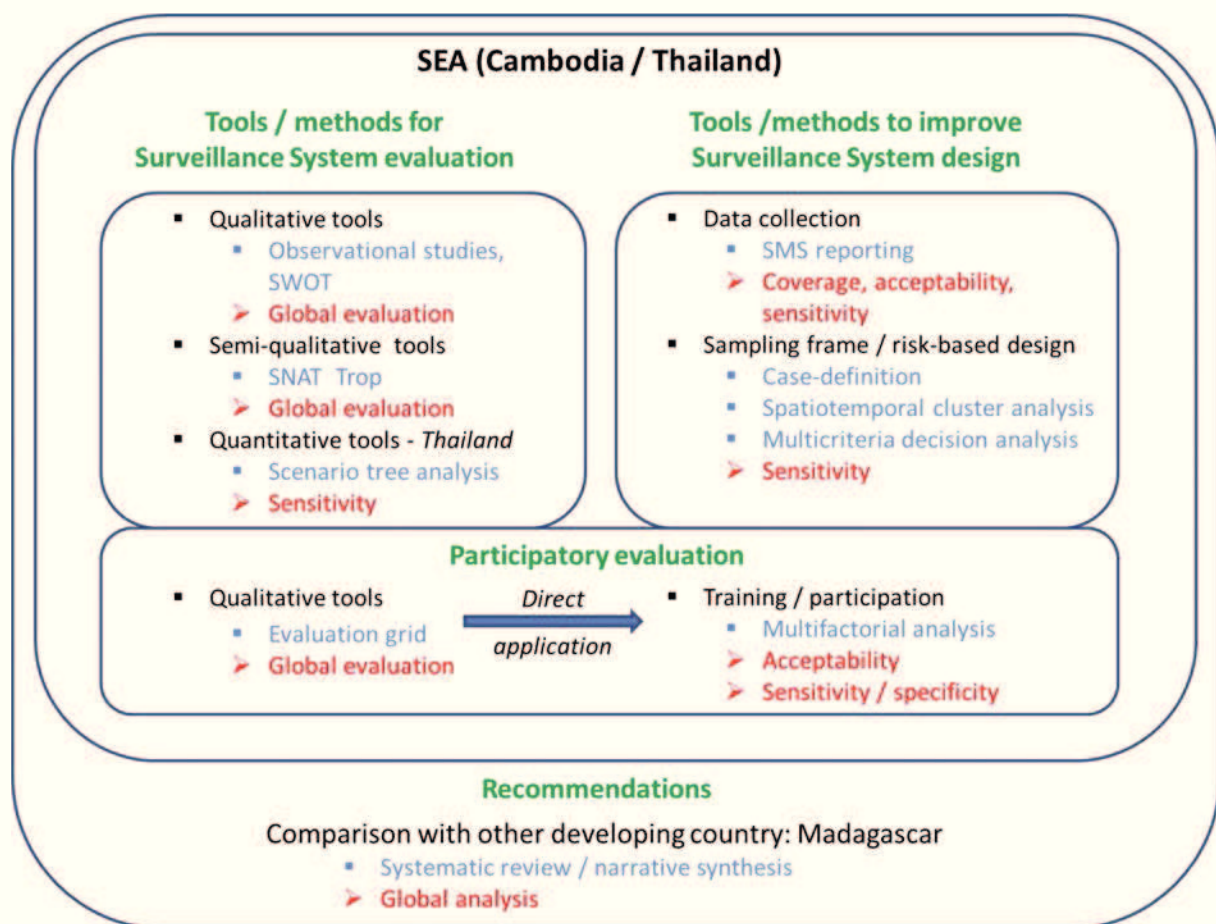 SEA (Cambodia / Thailand)
Tools / methods for
Surveillance System evaluation
▪ Qualitative tools
▪ Observational studies,
SWOT
➢ Global evaluation
▪ Semi-qualitative tools
▪ SNAT Trop
➢ Global evaluation
▪ Quantitative tools - Thailand
▪ Scenario tree analysis
➢ Sensitivity
Tools /methods to improve
Surveillance System design
▪ Data collection
▪ SMS reporting
➢ Coverage, acceptability,
sensitivity
▪ Sampling frame / risk-based design
▪ Case-definition
▪ Spatiotemporal cluster analysis
▪ Multicriteria decision analysis
➢ Sensitivity
Participatory evaluation
▪ Qualitative tools
▪ Evaluation grid
➢ Global evaluation
Direct
application
▪ Training / participation
▪ Multifactorial analysis
➢ Acceptability
➢ Sensitivity / specificity
Recommendations
Comparison with other developing country: Madagascar
▪ Systematic review / narrative synthesis
➢ Global analysis